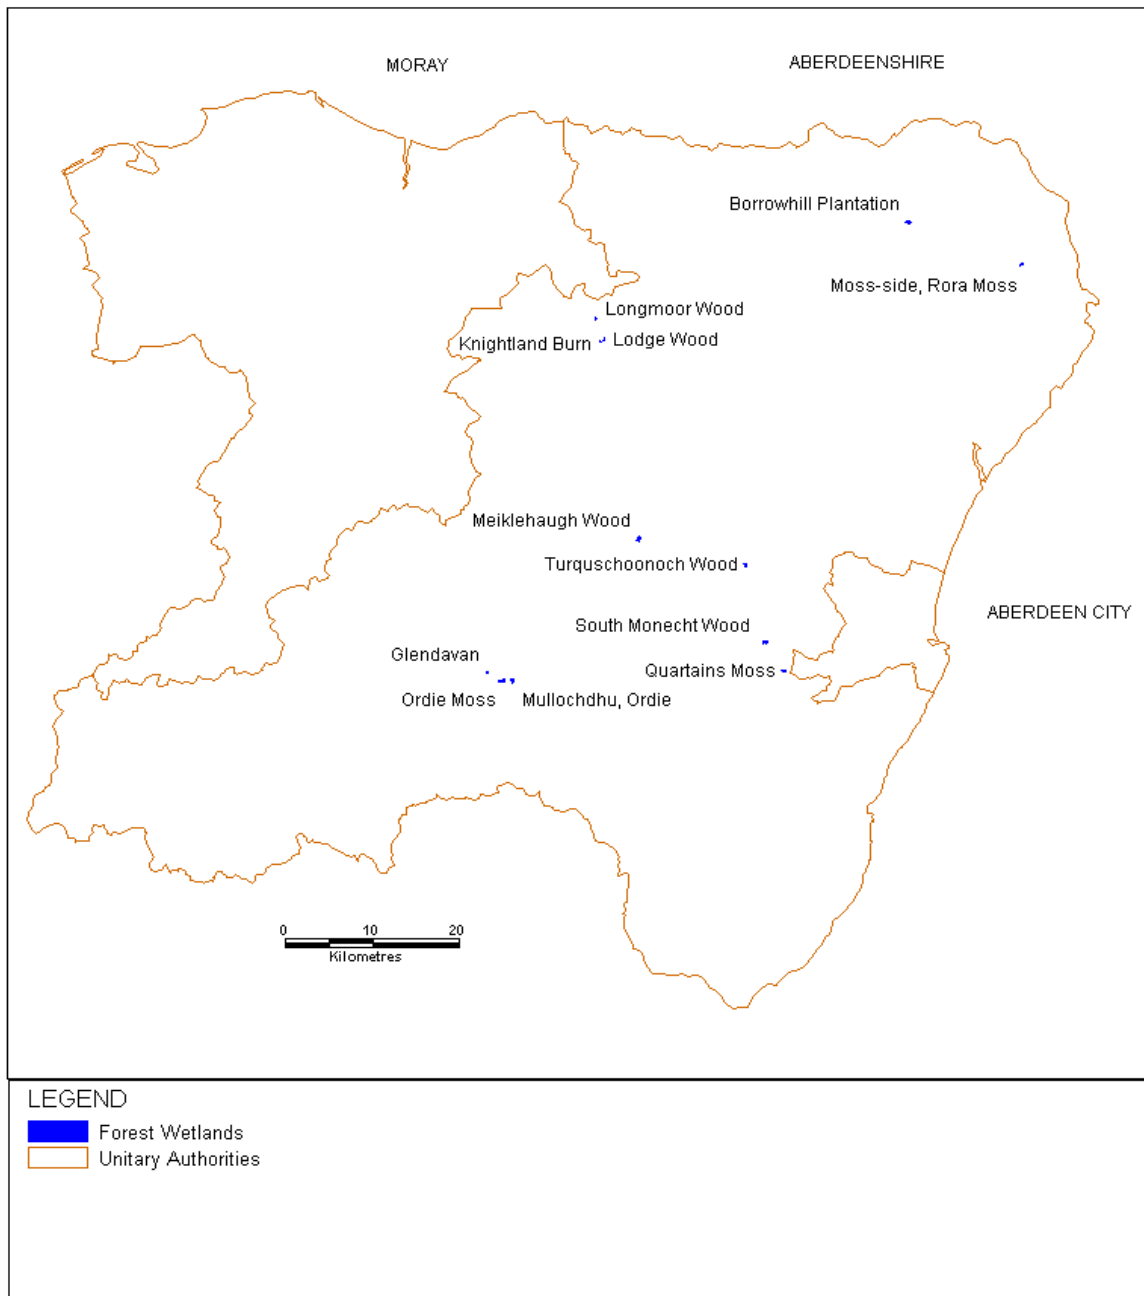 MORAY
ABERDEENSHIRE
Borrowhill Plantation
Moss-side, Rora Moss
Longmoor Wood
Knightland Burn
Lodge Wood
Meiklehaugh Wood
Turquschoonoch Wood
ABERDEEN CITY
South Monecht Wood
Glendavan
Quartains Moss
Ordie Moss
Mullochdhu, Ordie
0 10 20
Kilometres
LEGEND
Forest Wetlands
Unitary Authorities